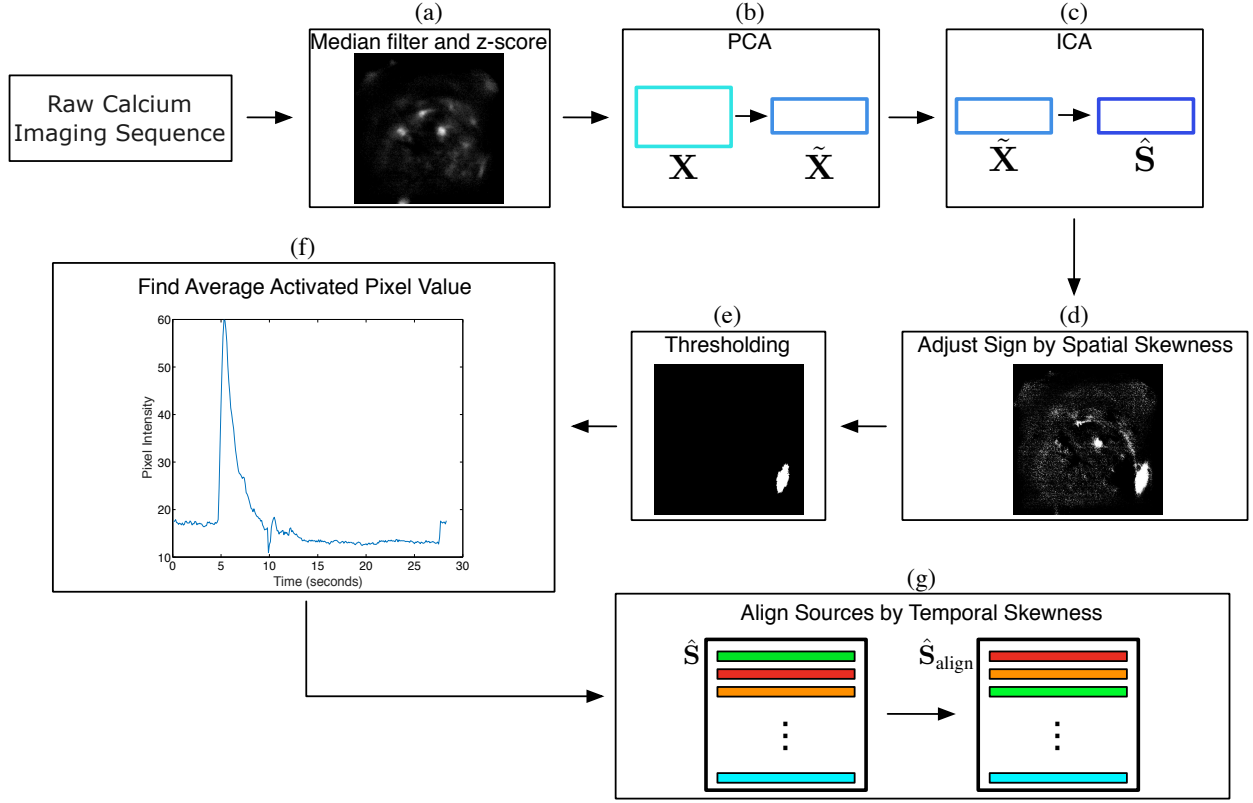 (a)
Median filter and z-score
(b)
PCA
(c)
ICA
Raw Calcium
Imaging Sequence
X
X̃
X̃
Ŝ
(f)
Find Average Activated Pixel Value
60
50
40
30
20
10
Pixel Intensity
0
5
10
15
20
25
30
Time (seconds)
(e)
Thresholding
(d)
Adjust Sign by Spatial Skewness
(g)
Align Sources by Temporal Skewness
Ŝ
Ŝalign